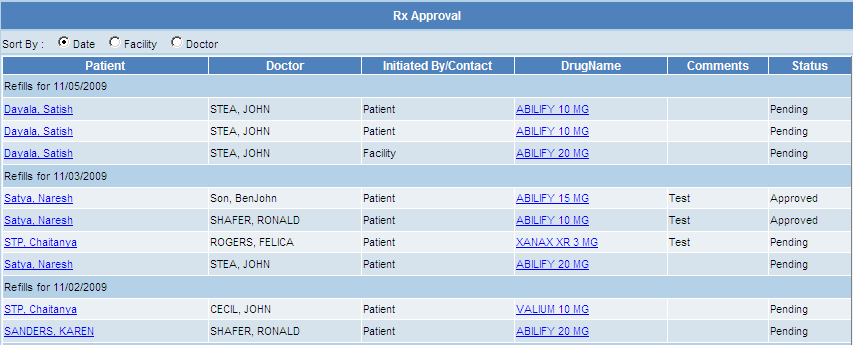 Rx Approval
Sort By : Date Facility Doctor
Patient Doctor Initiated By/Contact DrugName Comments Status
Refills for 11/05/2009
Davala, Satish STEA, JOHN Patient ABILIFY 10 MG Pending
Davala, Satish STEA, JOHN Patient ABILIFY 10 MG Pending
Davala, Satish STEA, JOHN Facility ABILIFY 20 MG Pending
Refills for 11/03/2009
Satya, Naresh Son, BenJohn Patient ABILIFY 15 MG Test Approved
Satya, Naresh SHAFER, RONALD Patient ABILIFY 10 MG Test Approved
STP, Chaitanya ROGERS, FELICA Patient XANAX XR 3 MG Test Pending
Satya, Naresh STEA, JOHN Patient ABILIFY 20 MG Pending
Refills for 11/02/2009
STP, Chaitanya CECIL, JOHN Patient VALIUM 10 MG Pending
SANDERS, KAREN SHAFER, RONALD Patient ABILIFY 20 MG Pending